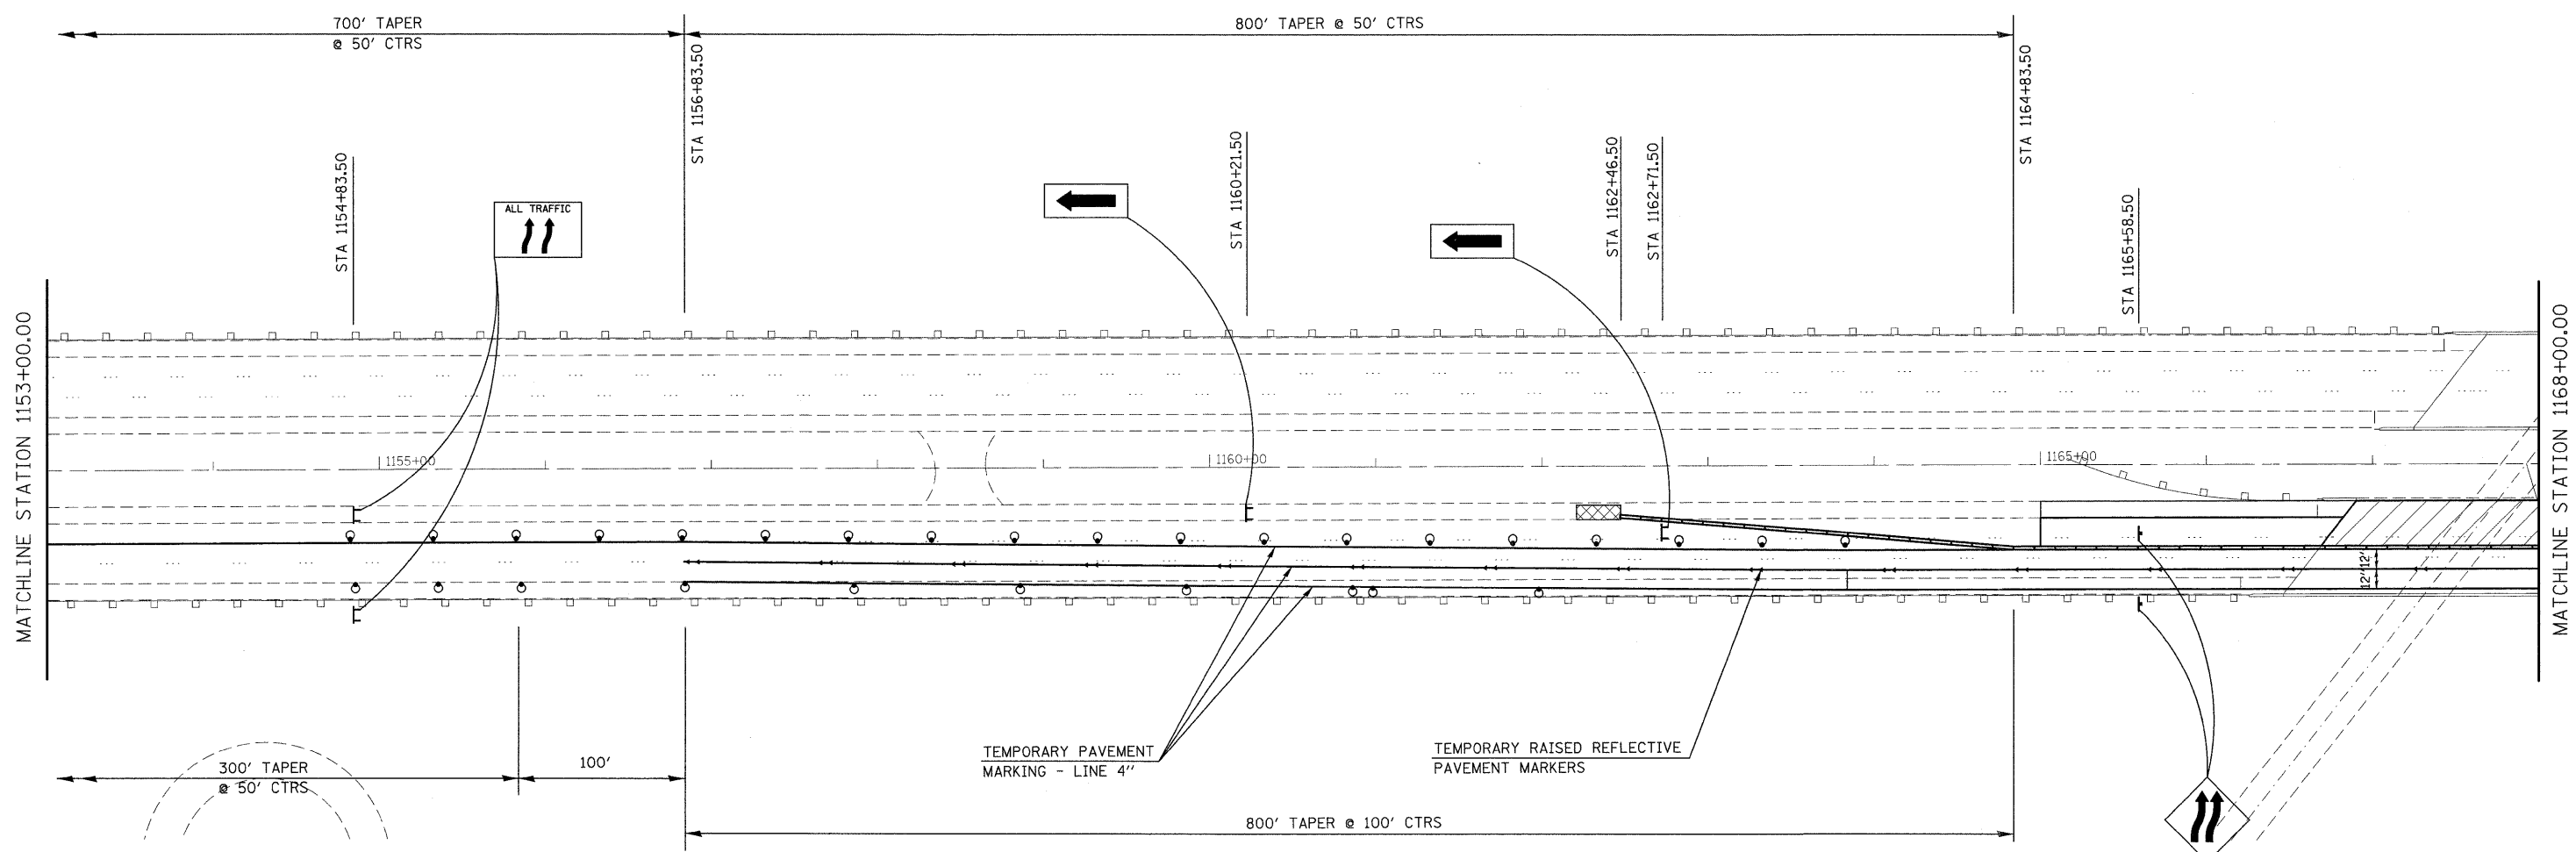 700' TAPER
@ 50' CTRS
800' TAPER @ 50' CTRS
STA 1154+83.50
STA 1156+83.50
STA 1160+21.50
STA 1162+46.50
STA 1162+71.50
STA 1164+83.50
STA 1165+58.50
ALL TRAFFIC
MATCHLINE STATION 1153+00.00
MATCHLINE STATION 1168+00.00
1155+00
1160+00
1165+00
12'
12'
300' TAPER
@ 50' CTRS
100'
TEMPORARY PAVEMENT
MARKING - LINE 4"
TEMPORARY RAISED REFLECTIVE
PAVEMENT MARKERS
800' TAPER @ 100' CTRS